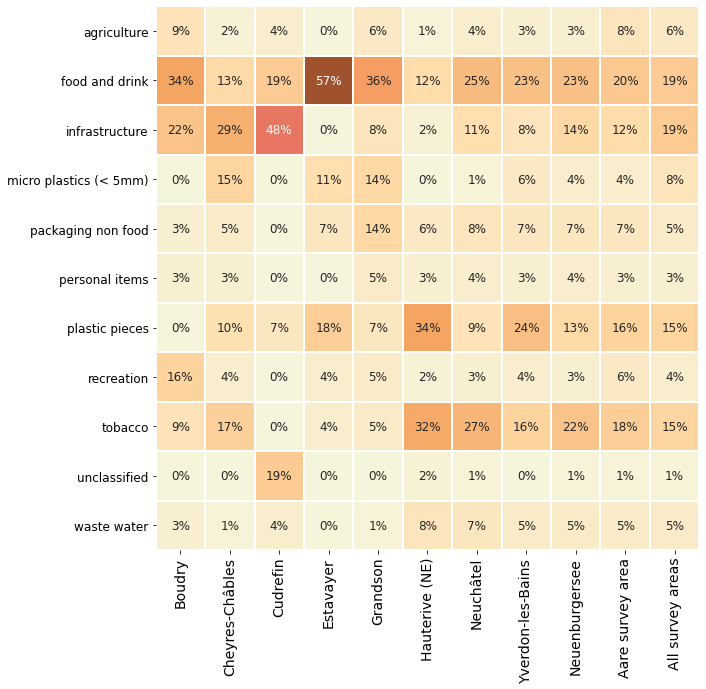 agriculture 9% 2% 4% 0% 6% 1% 4% 3% 3% 8% 6%
food and drink 34% 13% 19% 57% 36% 12% 25% 23% 23% 20% 19%
infrastructure 22% 29% 48% 0% 8% 2% 11% 8% 14% 12% 19%
micro plastics (< 5mm) 0% 15% 0% 11% 14% 0% 1% 6% 4% 4% 8%
packaging non food 3% 5% 0% 7% 14% 6% 8% 7% 7% 7% 5%
personal items 3% 3% 0% 0% 5% 3% 4% 3% 4% 3% 3%
plastic pieces 0% 10% 7% 18% 7% 34% 9% 24% 13% 16% 15%
recreation 16% 4% 0% 4% 5% 2% 3% 4% 3% 6% 4%
tobacco 9% 17% 0% 4% 5% 32% 27% 16% 22% 18% 15%
unclassified 0% 0% 19% 0% 0% 2% 1% 0% 1% 1% 1%
waste water 3% 1% 4% 0% 1% 8% 7% 5% 5% 5% 5%
Boudry
Cheyres-Châbles
Cudrefin
Estavayer
Grandson
Hauterive (NE)
Neuchâtel
Yverdon-les-Bains
Neuenburgersee
Aare survey area
All survey areas